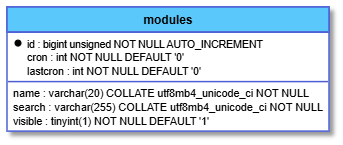 modules
id : bigint unsigned NOT NULL AUTO_INCREMENT
cron : int NOT NULL DEFAULT '0'
lastcron : int NOT NULL DEFAULT '0'
name : varchar(20) COLLATE utf8mb4_unicode_ci NOT NULL
search : varchar(255) COLLATE utf8mb4_unicode_ci NOT NULL
visible : tinyint(1) NOT NULL DEFAULT '1'